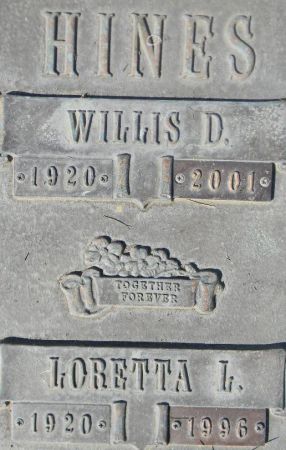 HINES
WILLIS D.
1920 2001
TOGETHER
FOREVER
LORETTA L.
1920 1996